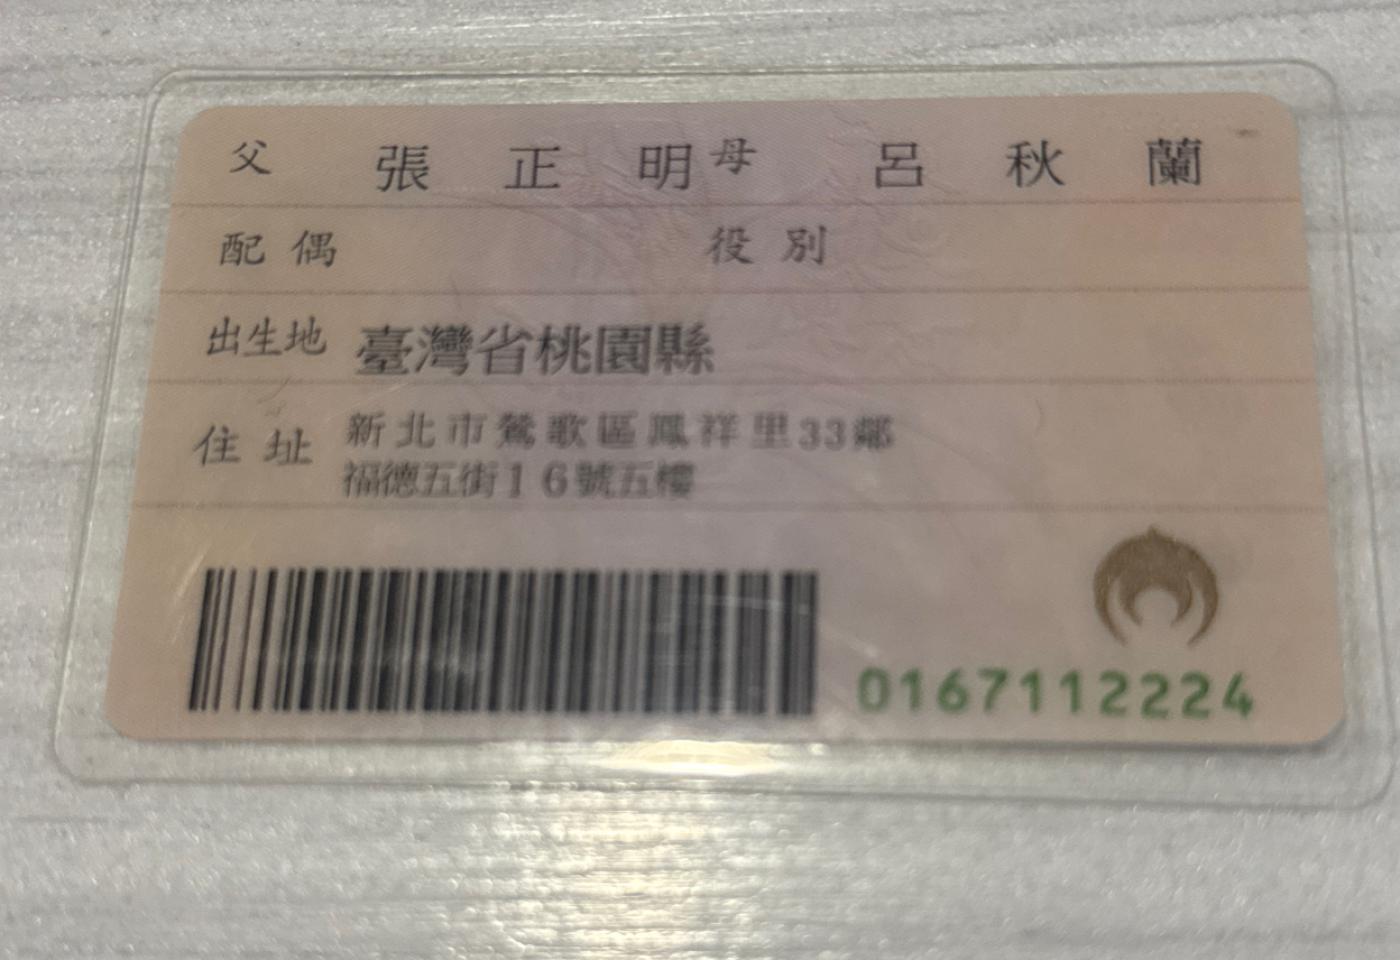 父 張正明 母 呂秋蘭
配偶 役別
出生地 臺灣省桃園縣
住址 新北市鶯歌區鳳祥里33鄰
福德五街16號五樓
0167112224